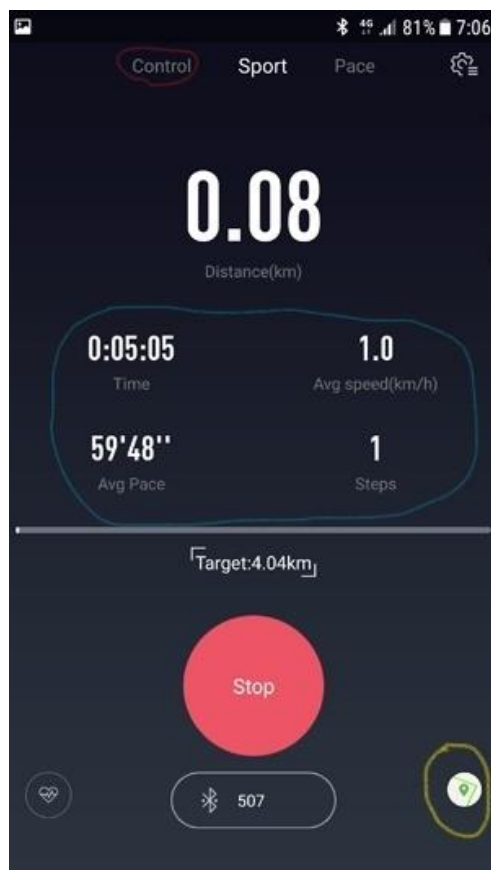 4G 81% 7:06
Control Sport Pace
0.08
Distance(km)
0:05:05 1.0
Time Avg speed(km/h)
59'48'' 1
Avg Pace Steps
Target:4.04km
Stop
507